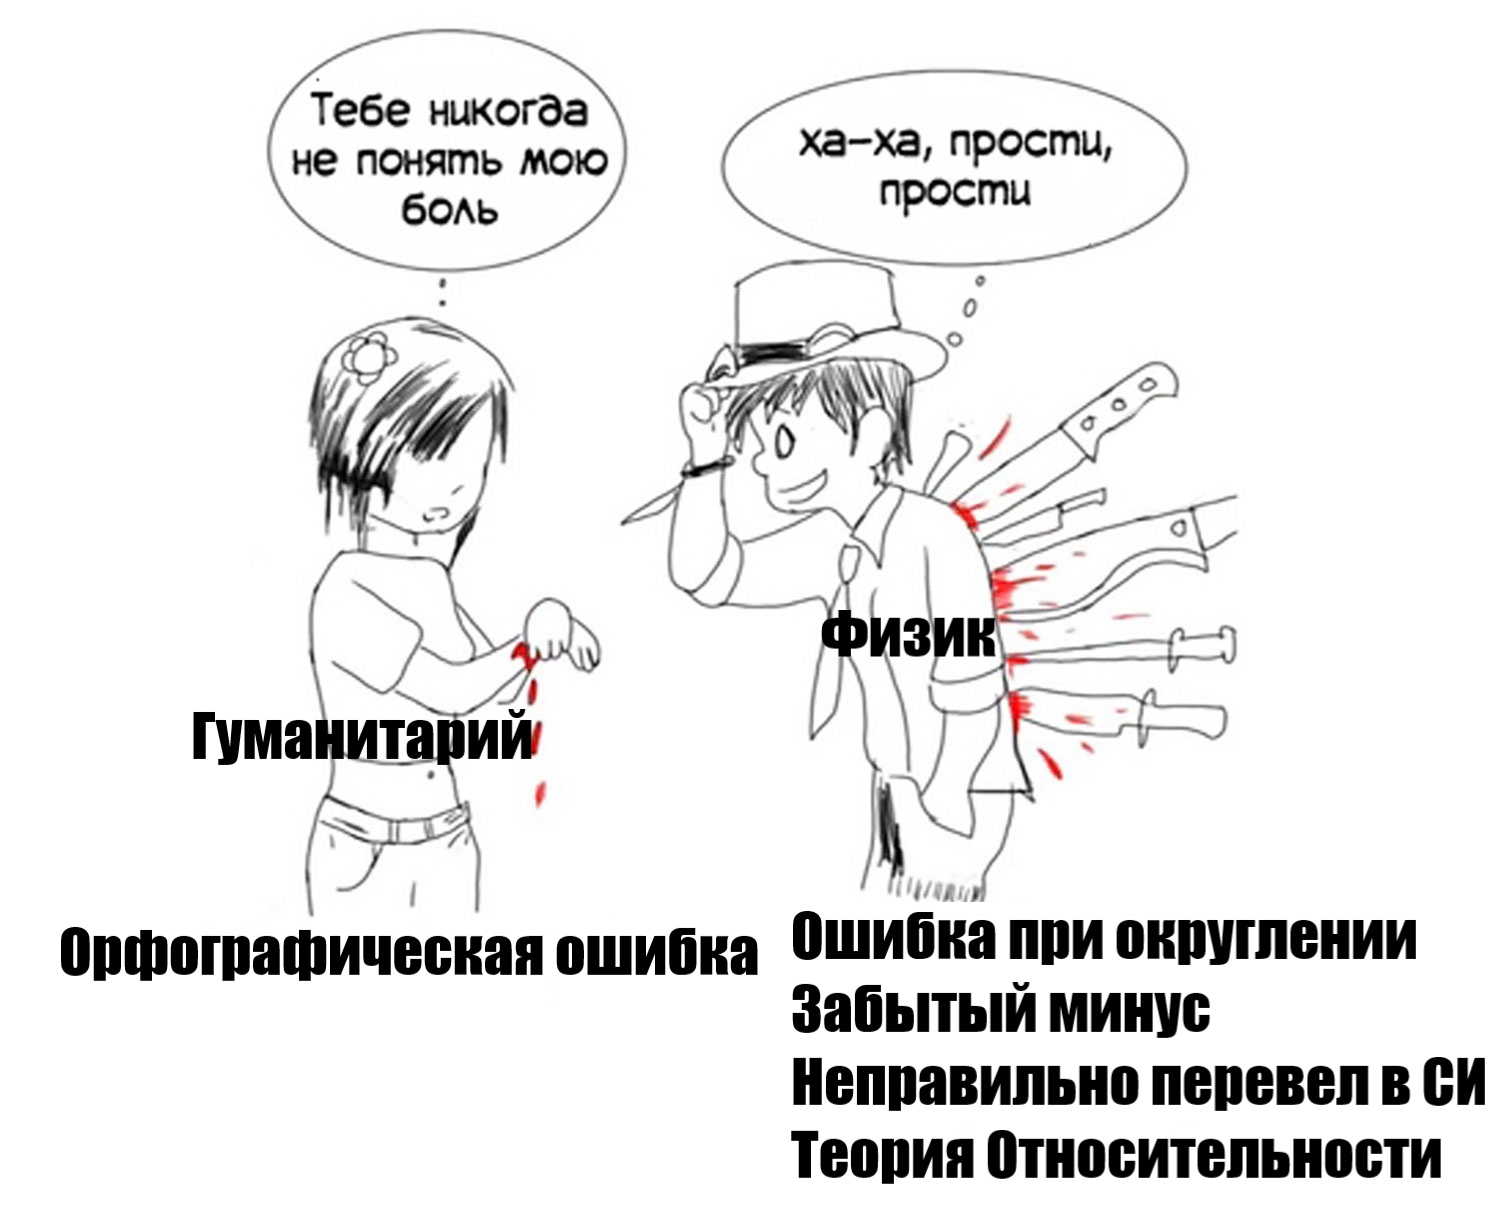 Тебе никогда
не понять мою
боль
ха-ха, прости,
прости
Гуманитарий
Физик
Орфографическая ошибка
Ошибка при округлении
Забытый минус
Неправильно перевел в СИ
Теория Относительности